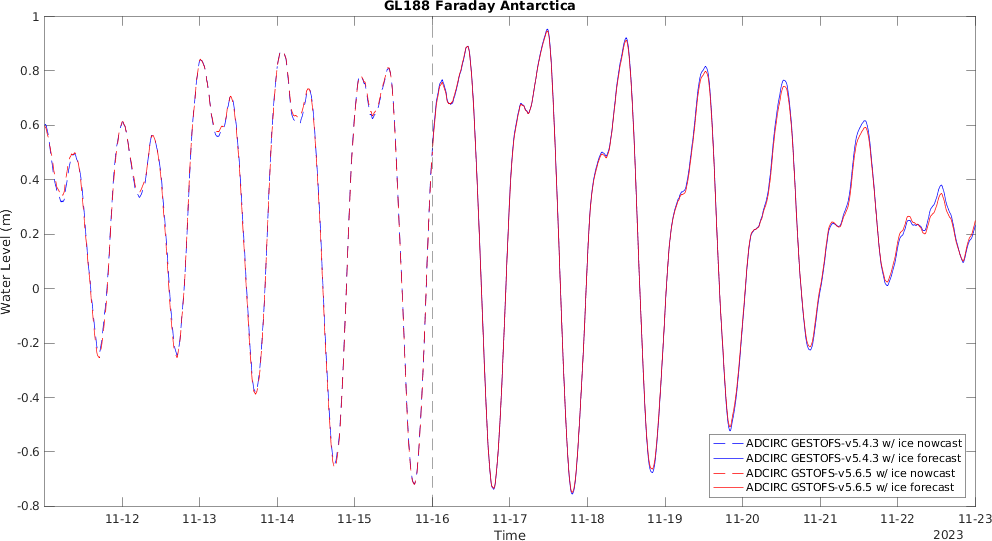 GL188 Faraday Antarctica
1
0.8
0.6
0.4
0.2
0
-0.2
-0.4
-0.6
-0.8
Water Level (m)
ADCIRC GESTOFS-v5.4.3 w/ ice nowcast
ADCIRC GESTOFS-v5.4.3 w/ ice forecast
ADCIRC GSTOFS-v5.6.5 w/ ice nowcast
ADCIRC GSTOFS-v5.6.5 w/ ice forecast
11-12 11-13 11-14 11-15 11-16 11-17 11-18 11-19 11-20 11-21 11-22 11-23
Time
2023